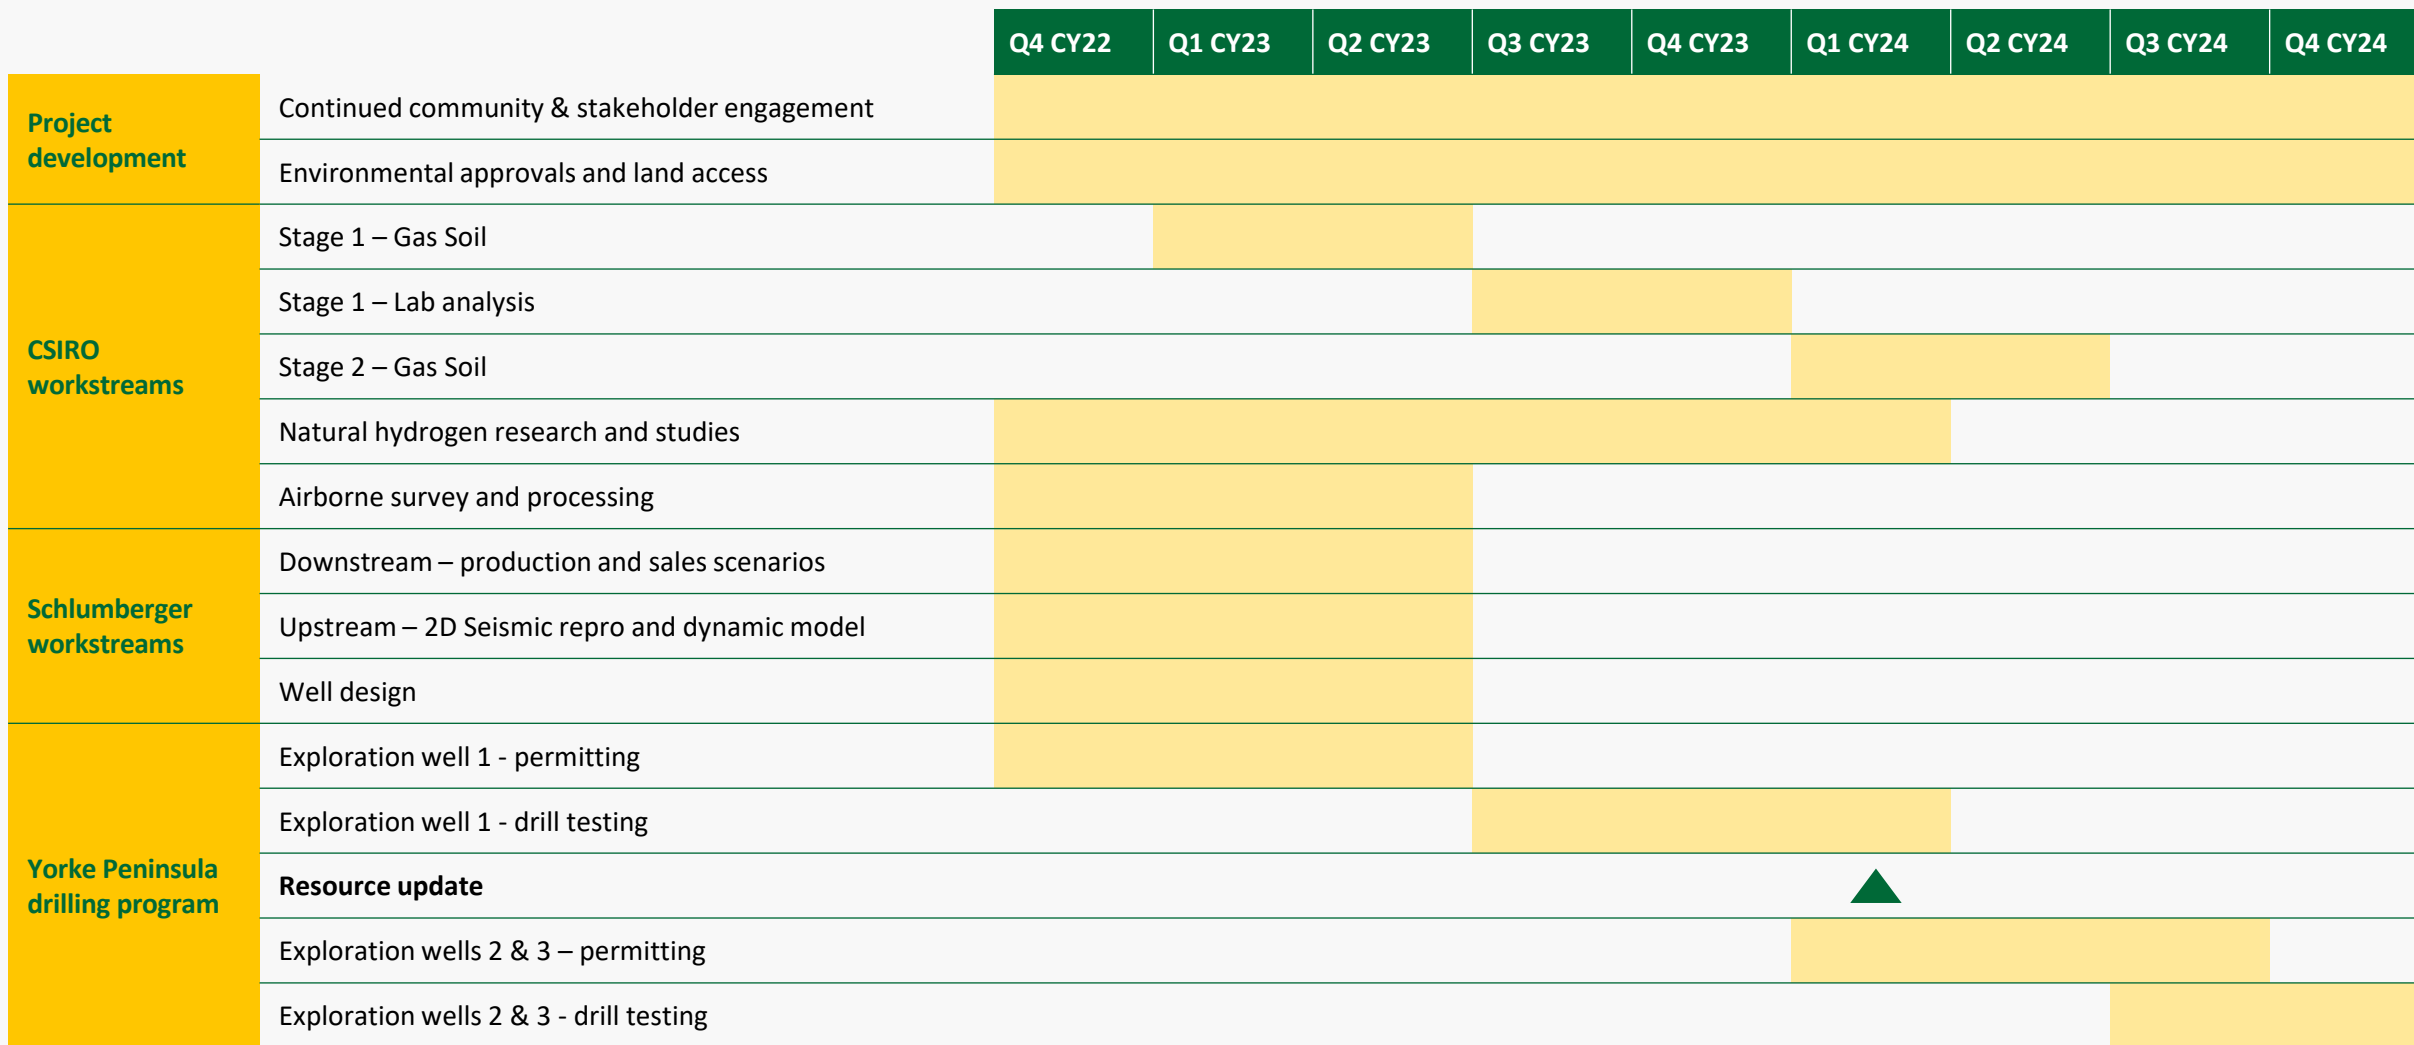 Q4 CY22 Q1 CY23 Q2 CY23 Q3 CY23 Q4 CY23 Q1 CY24 Q2 CY24 Q3 CY24 Q4 CY24
Project
development
Continued community & stakeholder engagement
Environmental approvals and land access
CSIRO
workstreams
Stage 1 – Gas Soil
Stage 1 – Lab analysis
Stage 2 – Gas Soil
Natural hydrogen research and studies
Airborne survey and processing
Schlumberger
workstreams
Downstream – production and sales scenarios
Upstream – 2D Seismic repro and dynamic model
Well design
Yorke Peninsula
drilling program
Exploration well 1 - permitting
Exploration well 1 - drill testing
Resource update
Exploration wells 2 & 3 – permitting
Exploration wells 2 & 3 - drill testing